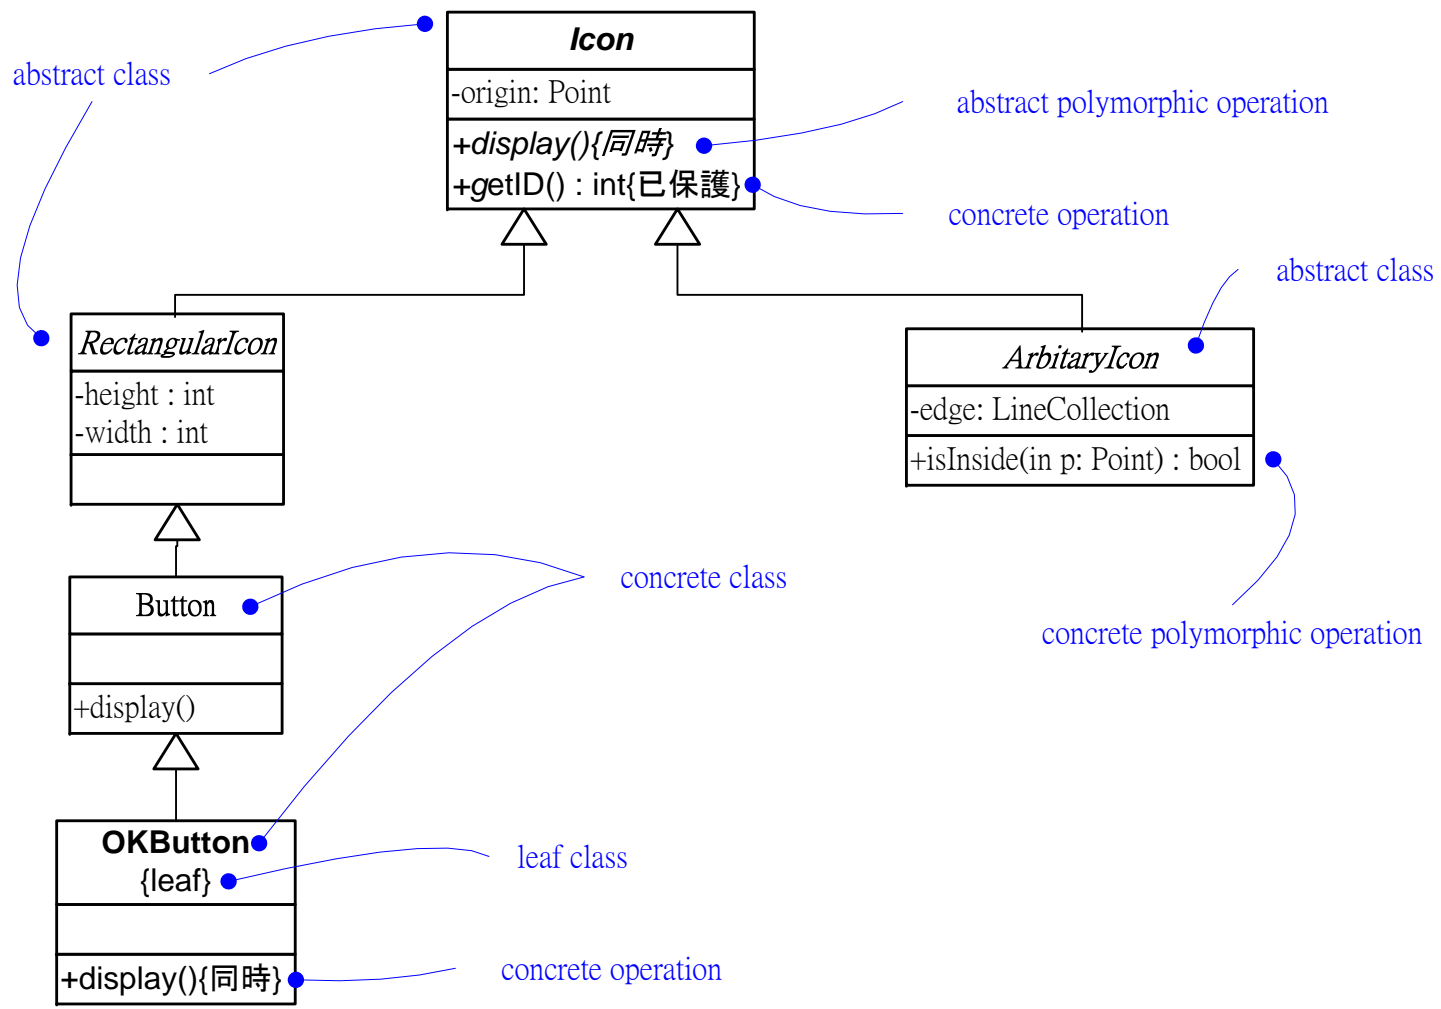 Icon
abstract class
-origin: Point
abstract polymorphic operation
+display(){同時}
+getID() : int{已保護}
concrete operation
abstract class
RectangularIcon
ArbitaryIcon
-height : int
-edge: LineCollection
-width : int
+isInside(in p: Point) : bool
concrete class
Button
concrete polymorphic operation
+display()
OKButton
leaf class
{leaf}
concrete operation
+display(){同時}